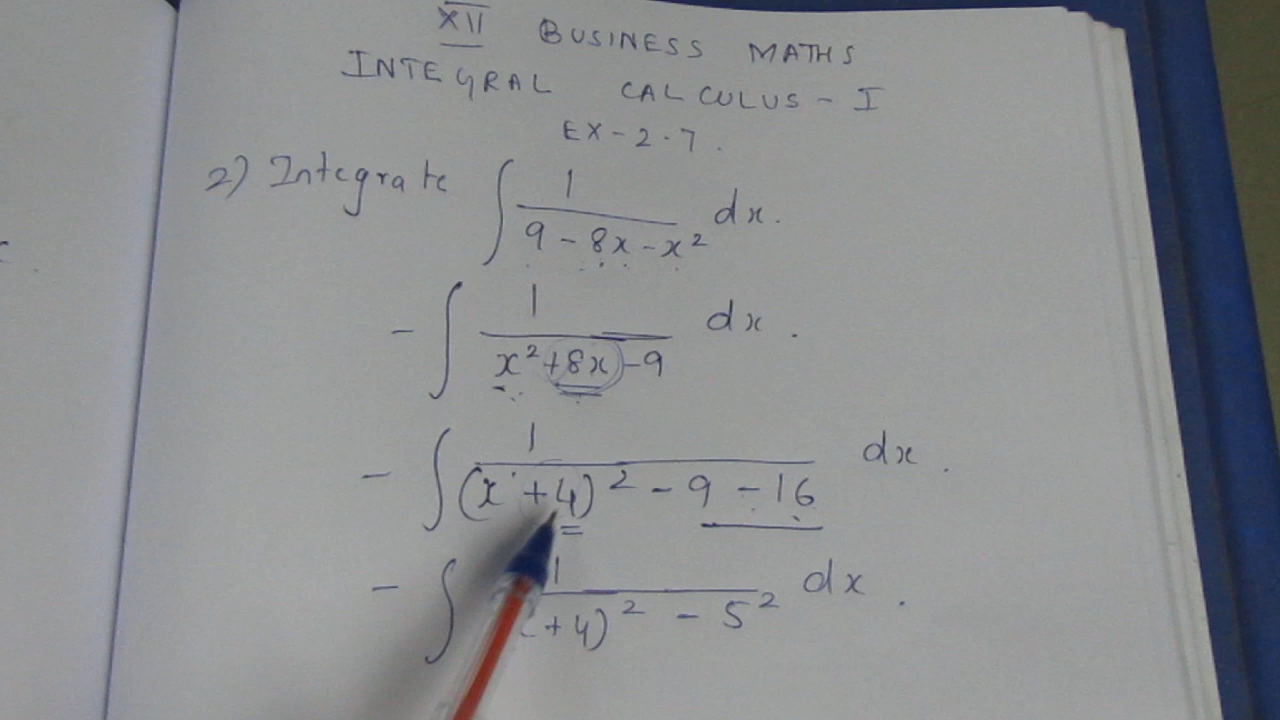 XII BUSINESS MATHS
INTEGRAL CALCULUS - I
EX - 2.7.
2) Integrate ∫ 1/(9 - 8x - x²) dx.
- ∫ 1/(x² + 8x - 9) dx.
- ∫ 1/((x + 4)² - 9 - 16) dx.
- ∫ 1/( + 4)² - 5² dx.